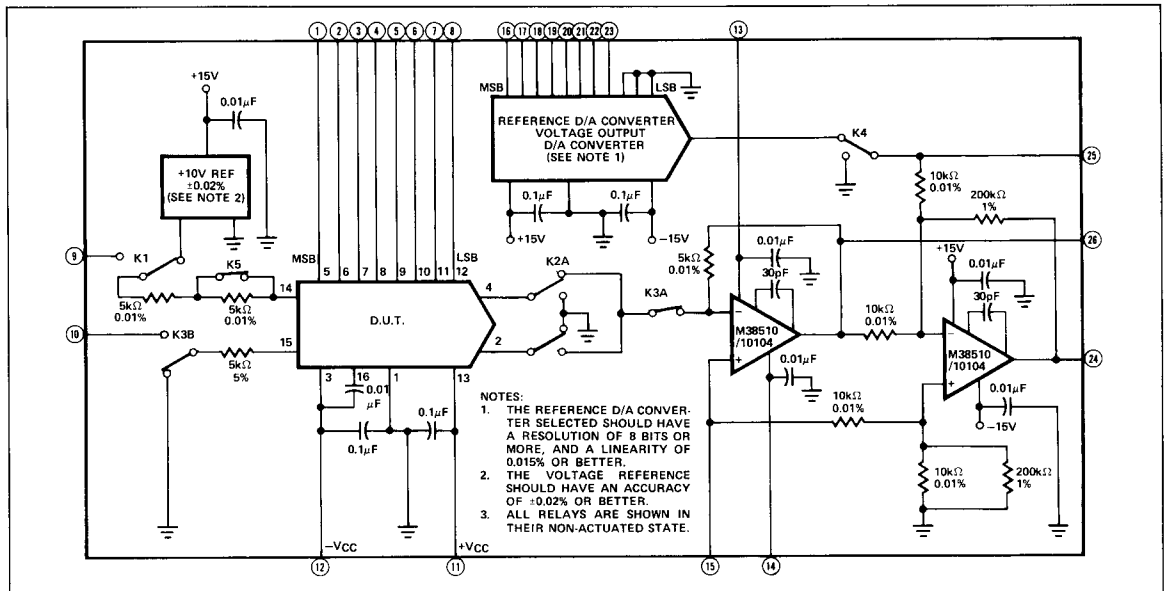 1 2 3 4 5 6 7 8
16 17 18 19 20 21 22 23
13
+15V
0.01μF
+10V REF
±0.02%
(SEE NOTE 2)
MSB
LSB
REFERENCE D/A CONVERTER
VOLTAGE OUTPUT
D/A CONVERTER
(SEE NOTE 1)
0.1μF
0.1μF
+15V
−15V
K4
25
10kΩ
0.01%
200kΩ
1%
26
9
K1
K5
5kΩ
0.01%
5kΩ
0.01%
14
MSB
LSB
5 6 7 8 9 10 11 12
D.U.T.
4
2
K2A
K3A
10
K3B
5kΩ
5%
15
3 16 1 13
0.01
μF
0.1μF
0.1μF
−VCC
12
+VCC
11
5kΩ
0.01%
0.01μF
30pF
−
+
M38510
/10104
0.01μF
10kΩ
0.01%
+15V
0.01μF
30pF
−
+
M38510
/10104
24
0.01μF
−15V
10kΩ
0.01%
10kΩ
0.01%
200kΩ
1%
15
14
NOTES:
1. THE REFERENCE D/A CONVER-
TER SELECTED SHOULD HAVE
A RESOLUTION OF 8 BITS OR
MORE, AND A LINEARITY OF
0.015% OR BETTER.
2. THE VOLTAGE REFERENCE
SHOULD HAVE AN ACCURACY
OF ±0.02% OR BETTER.
3. ALL RELAYS ARE SHOWN IN
THEIR NON-ACTUATED STATE.